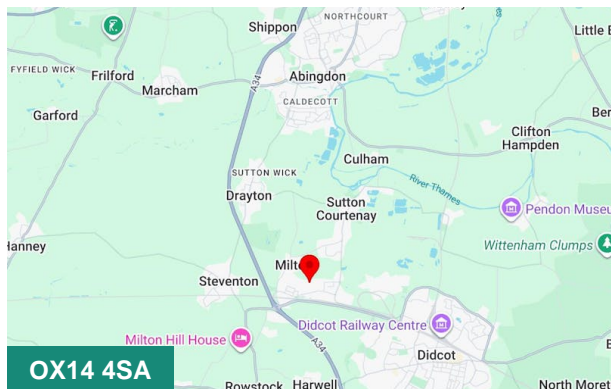 NORTHCOURT
Shippon
Little
FYFIELD WICK
Frilford
Abingdon
A34
Marcham
CALDECOTT
Garford
Clifton
Hampden
Culham
SUTTON WICK
River Thames
Drayton
Sutton
Courtenay
Pendon Museu
Hanney
Wittenham Clumps
Steventon
Didcot Railway Centre
Milton Hill House
A34
Didcot
OX14 4SA
Rowstock
Harwell
North More